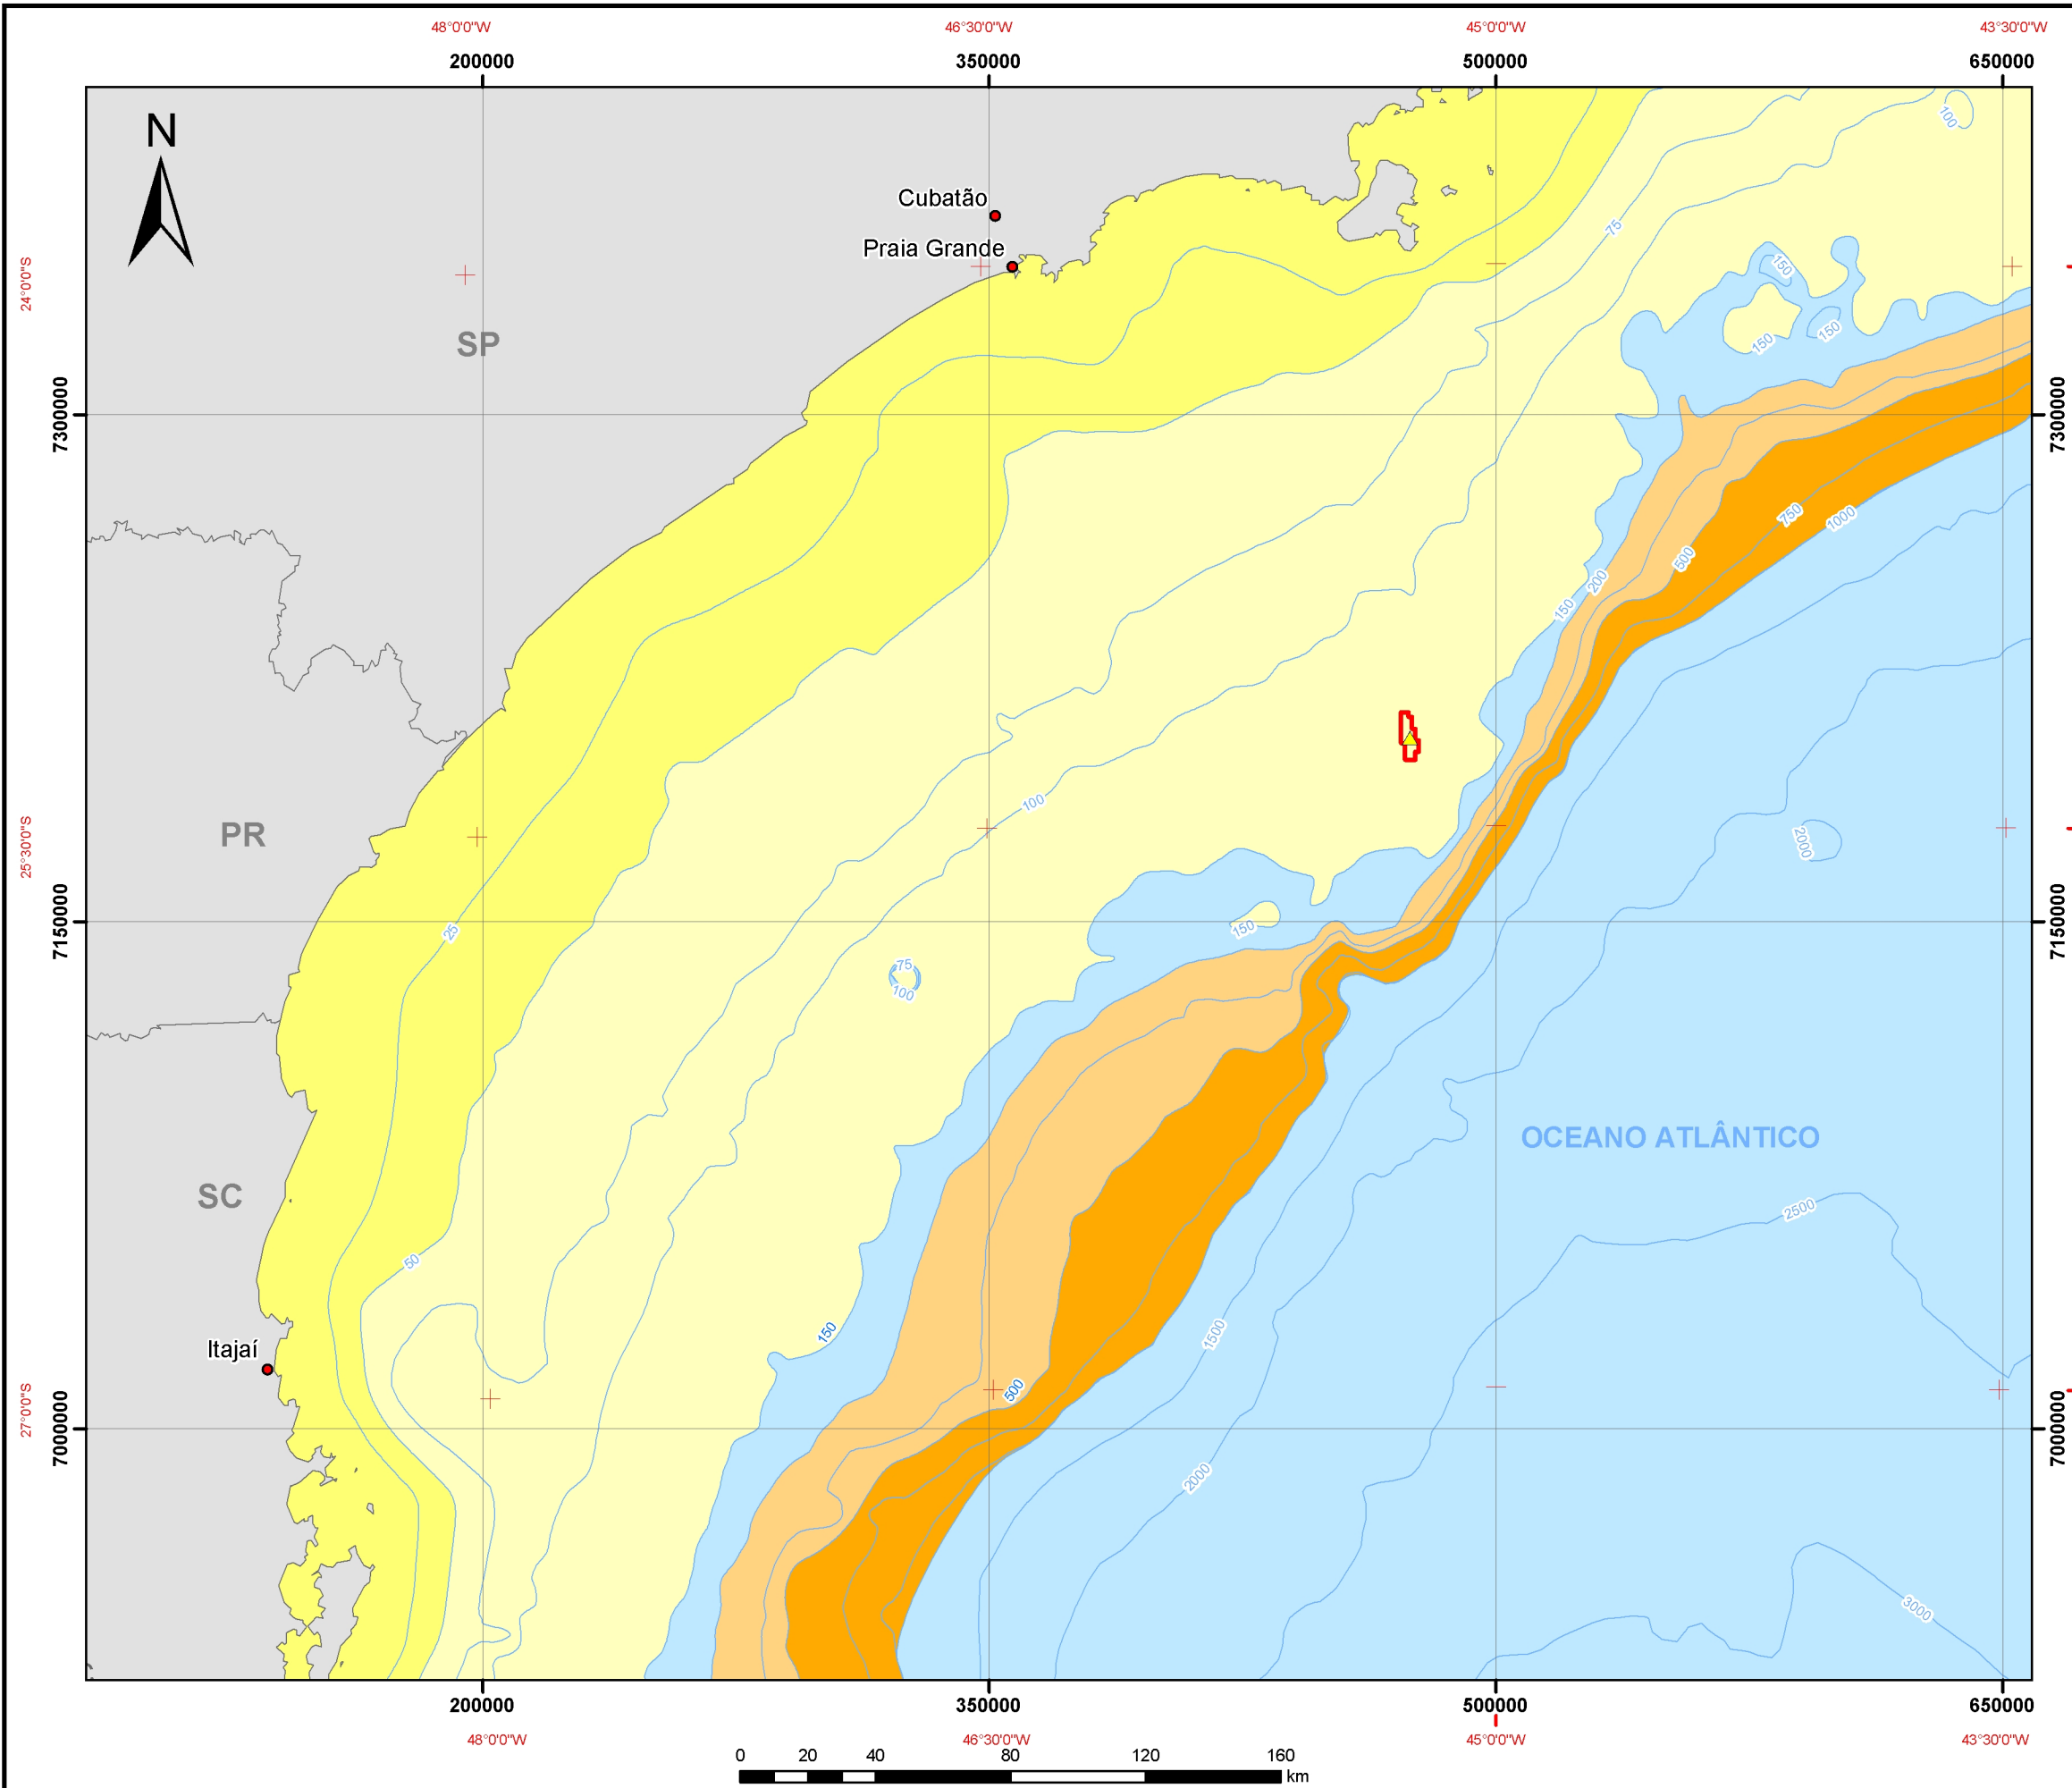 48°0'0"W 46°30'0"W 45°0'0"W 43°30'0"W
200000 350000 500000 650000
N
100
Cubatão
Praia Grande
75
24°0'0"S
150
150
150
SP
7300000
7300000
750
1000
500
200
150
100
PR
25°30'0"S
2000
7150000
7150000
25
150
75
100
OCEANO ATLÂNTICO
SC
2500
50
150
1500
Itajaí
500
27°0'0"S
7000000
7000000
2000
3000
200000 350000 500000 650000
48°0'0"W 46°30'0"W 45°0'0"W 43°30'0"W
0 20 40 80 120 160
km